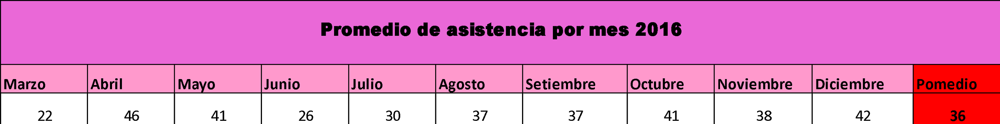 Promedio de asistencia por mes 2016
Marzo Abril Mayo Junio Julio Agosto Setiembre Octubre Noviembre Diciembre Pomedio
22 46 41 26 30 37 37 41 38 42 36